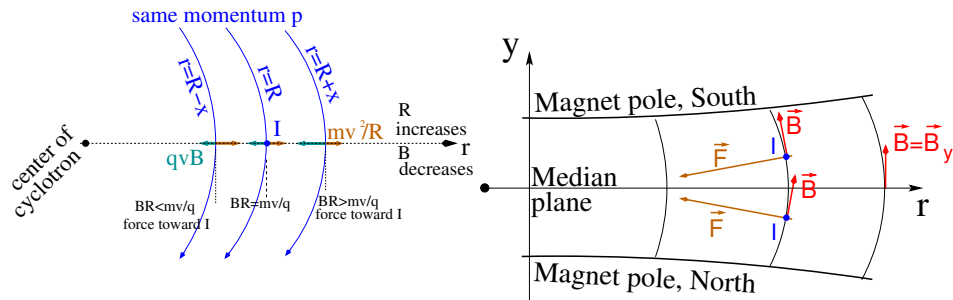 same momentum p
r=R−x
r=R
r=R+x
I
mv²/R
R
increases
r
B
decreases
qvB
center of
cyclotron
BR<mv/q
force toward I
BR=mv/q
BR>mv/q
force toward I
y
Magnet pole, South
B
I
F
B=B_y
Median
plane
B
r
F
I
Magnet pole, North